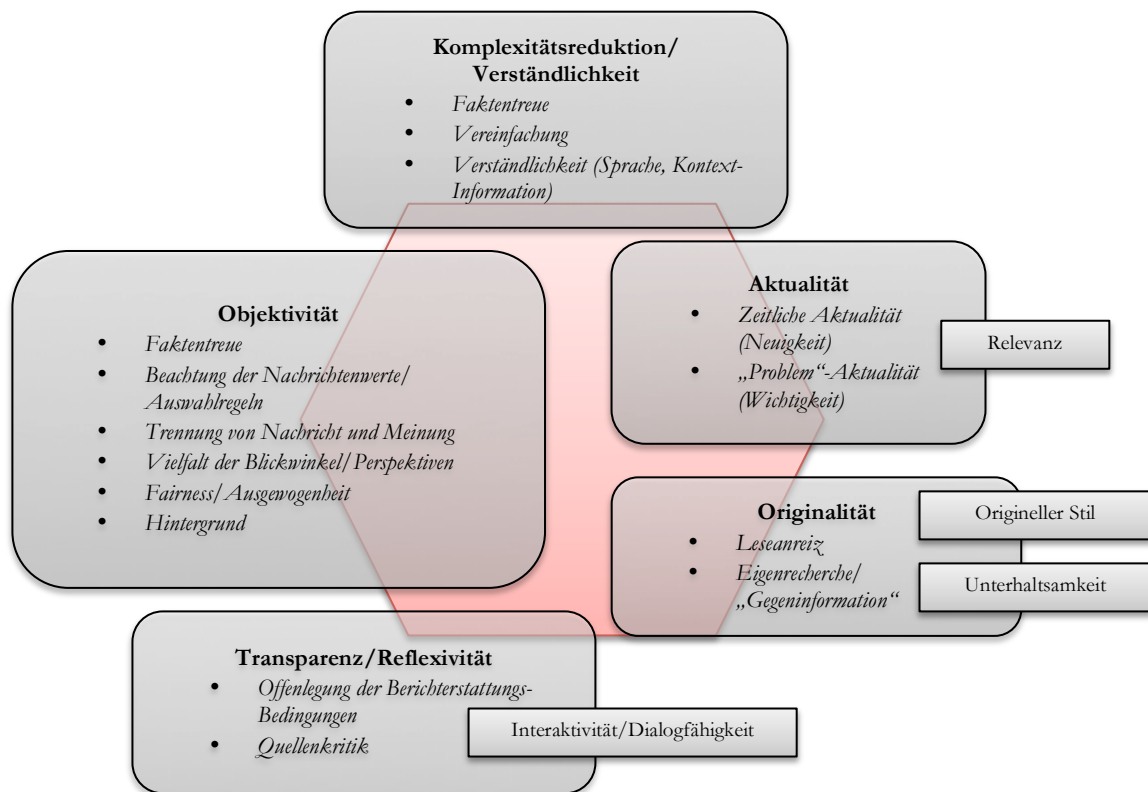 Komplexitätsreduktion/
Verständlichkeit
• Faktentreue
• Vereinfachung
• Verständlichkeit (Sprache, Kontext-
Information)
Objektivität
• Faktentreue
• Beachtung der Nachrichtenwerte/
Auswahlregeln
• Trennung von Nachricht und Meinung
• Vielfalt der Blickwinkel/Perspektiven
• Fairness/Ausgewogenheit
• Hintergrund
Aktualität
• Zeitliche Aktualität
(Neuigkeit)
• „Problem“-Aktualität
(Wichtigkeit)
Relevanz
Originalität
• Leseanreiz
• Eigenrecherche/
„Gegeninformation“
Origineller Stil
Unterhaltsamkeit
Transparenz/Reflexivität
• Offenlegung der Berichterstattungs-
Bedingungen
• Quellenkritik
Interaktivität/Dialogfähigkeit